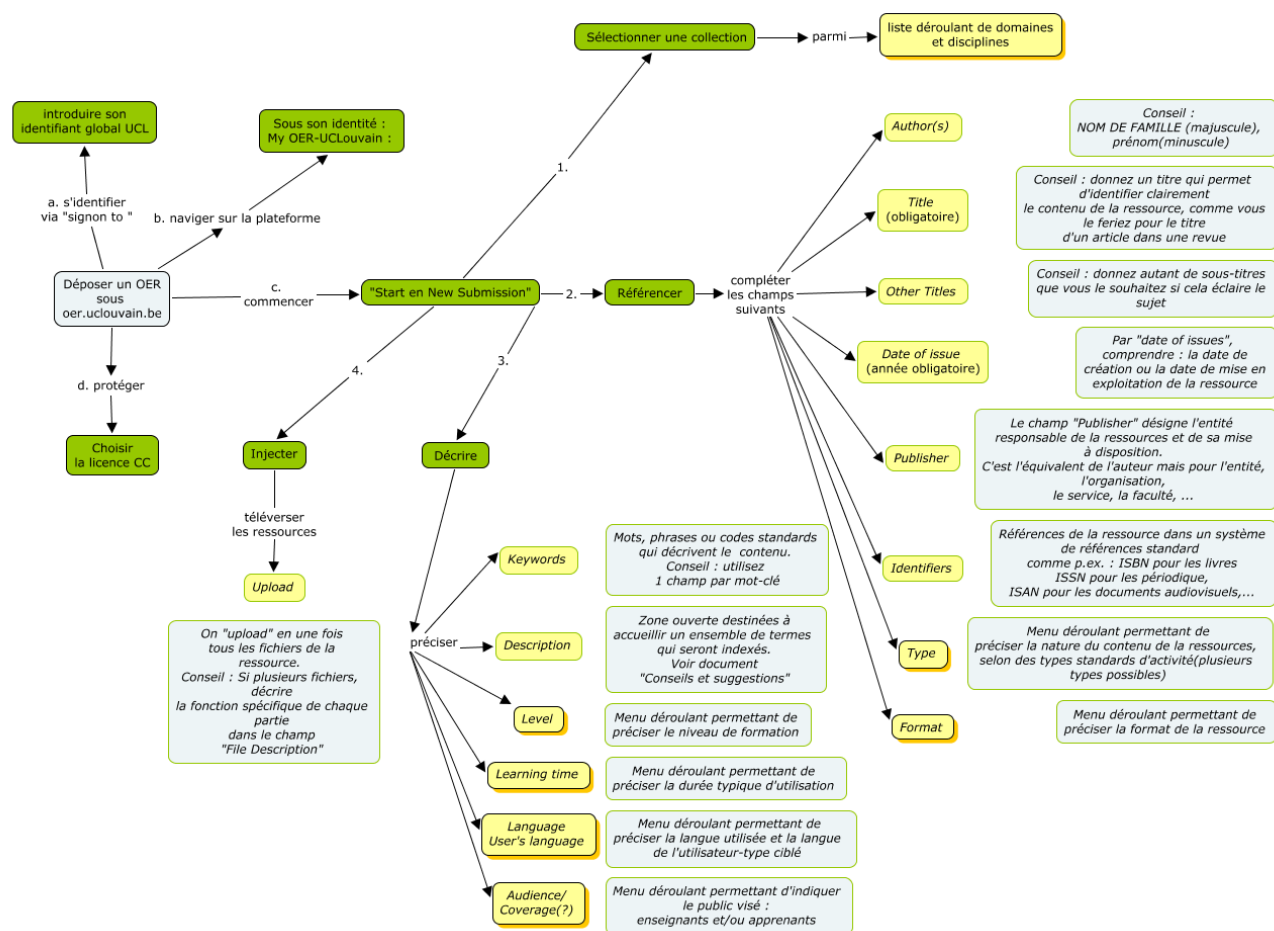 Sélectionner une collection
parmi
liste déroulant de domaines
et disciplines
introduire son
identifiant global UCL
Sous son identité :
My OER-UCLouvain :
a. s'identifier
via "signon to "
b. naviger sur la plateforme
1.
Déposer un OER
sous
oer.uclouvain.be
c.
commencer
"Start en New Submission"
2.
Référencer
compléter
les champs
suivants
d. protéger
Choisir
la licence CC
4.
3.
Injecter
téléverser
les ressources
Upload
On "upload" en une fois
tous les fichiers de la
ressource.
Conseil : Si plusieurs fichiers,
décrire
la fonction spécifique de chaque
partie
dans le champ
"File Description"
Décrire
préciser
Keywords
Mots, phrases ou codes standards
qui décrivent le  contenu.
Conseil : utilisez
1 champ par mot-clé
Description
Zone ouverte destinées à
accueillir un ensemble de termes
qui seront indexés.
Voir document
"Conseils et suggestions"
Level
Menu déroulant permettant de
préciser le niveau de formation
Learning time
Menu déroulant permettant de
préciser la durée typique d'utilisation
Language
User's language
Menu déroulant permettant de
préciser la langue utilisée et la langue
de l'utilisateur-type ciblé
Audience/
Coverage(?)
Menu déroulant permettant d'indiquer
le public visé :
enseignants et/ou apprenants
Author(s)
Conseil :
NOM DE FAMILLE (majuscule),
prénom(minuscule)
Title
(obligatoire)
Conseil : donnez un titre qui permet
d'identifier clairement
le contenu de la ressource, comme vous
le feriez pour le titre
d'un article dans une revue
Other Titles
Conseil : donnez autant de sous-titres
que vous le souhaitez si cela éclaire le
sujet
Date of issue
(année obligatoire)
Par "date of issues",
comprendre : la date de
création ou la date de mise en
exploitation de la ressource
Publisher
Le champ "Publisher" désigne l'entité
responsable de la ressources et de sa mise
à disposition.
C'est l'équivalent de l'auteur mais pour l'entité,
l'organisation,
le service, la faculté, ...
Identifiers
Références de la ressource dans un système
de références standard
comme p.ex. : ISBN pour les livres
ISSN pour les périodique,
ISAN pour les documents audiovisuels,...
Type
Menu déroulant permettant de
préciser la nature du contenu de la ressources,
selon des types standards d'activité(plusieurs
types possibles)
Format
Menu déroulant permettant de
préciser la format de la ressource